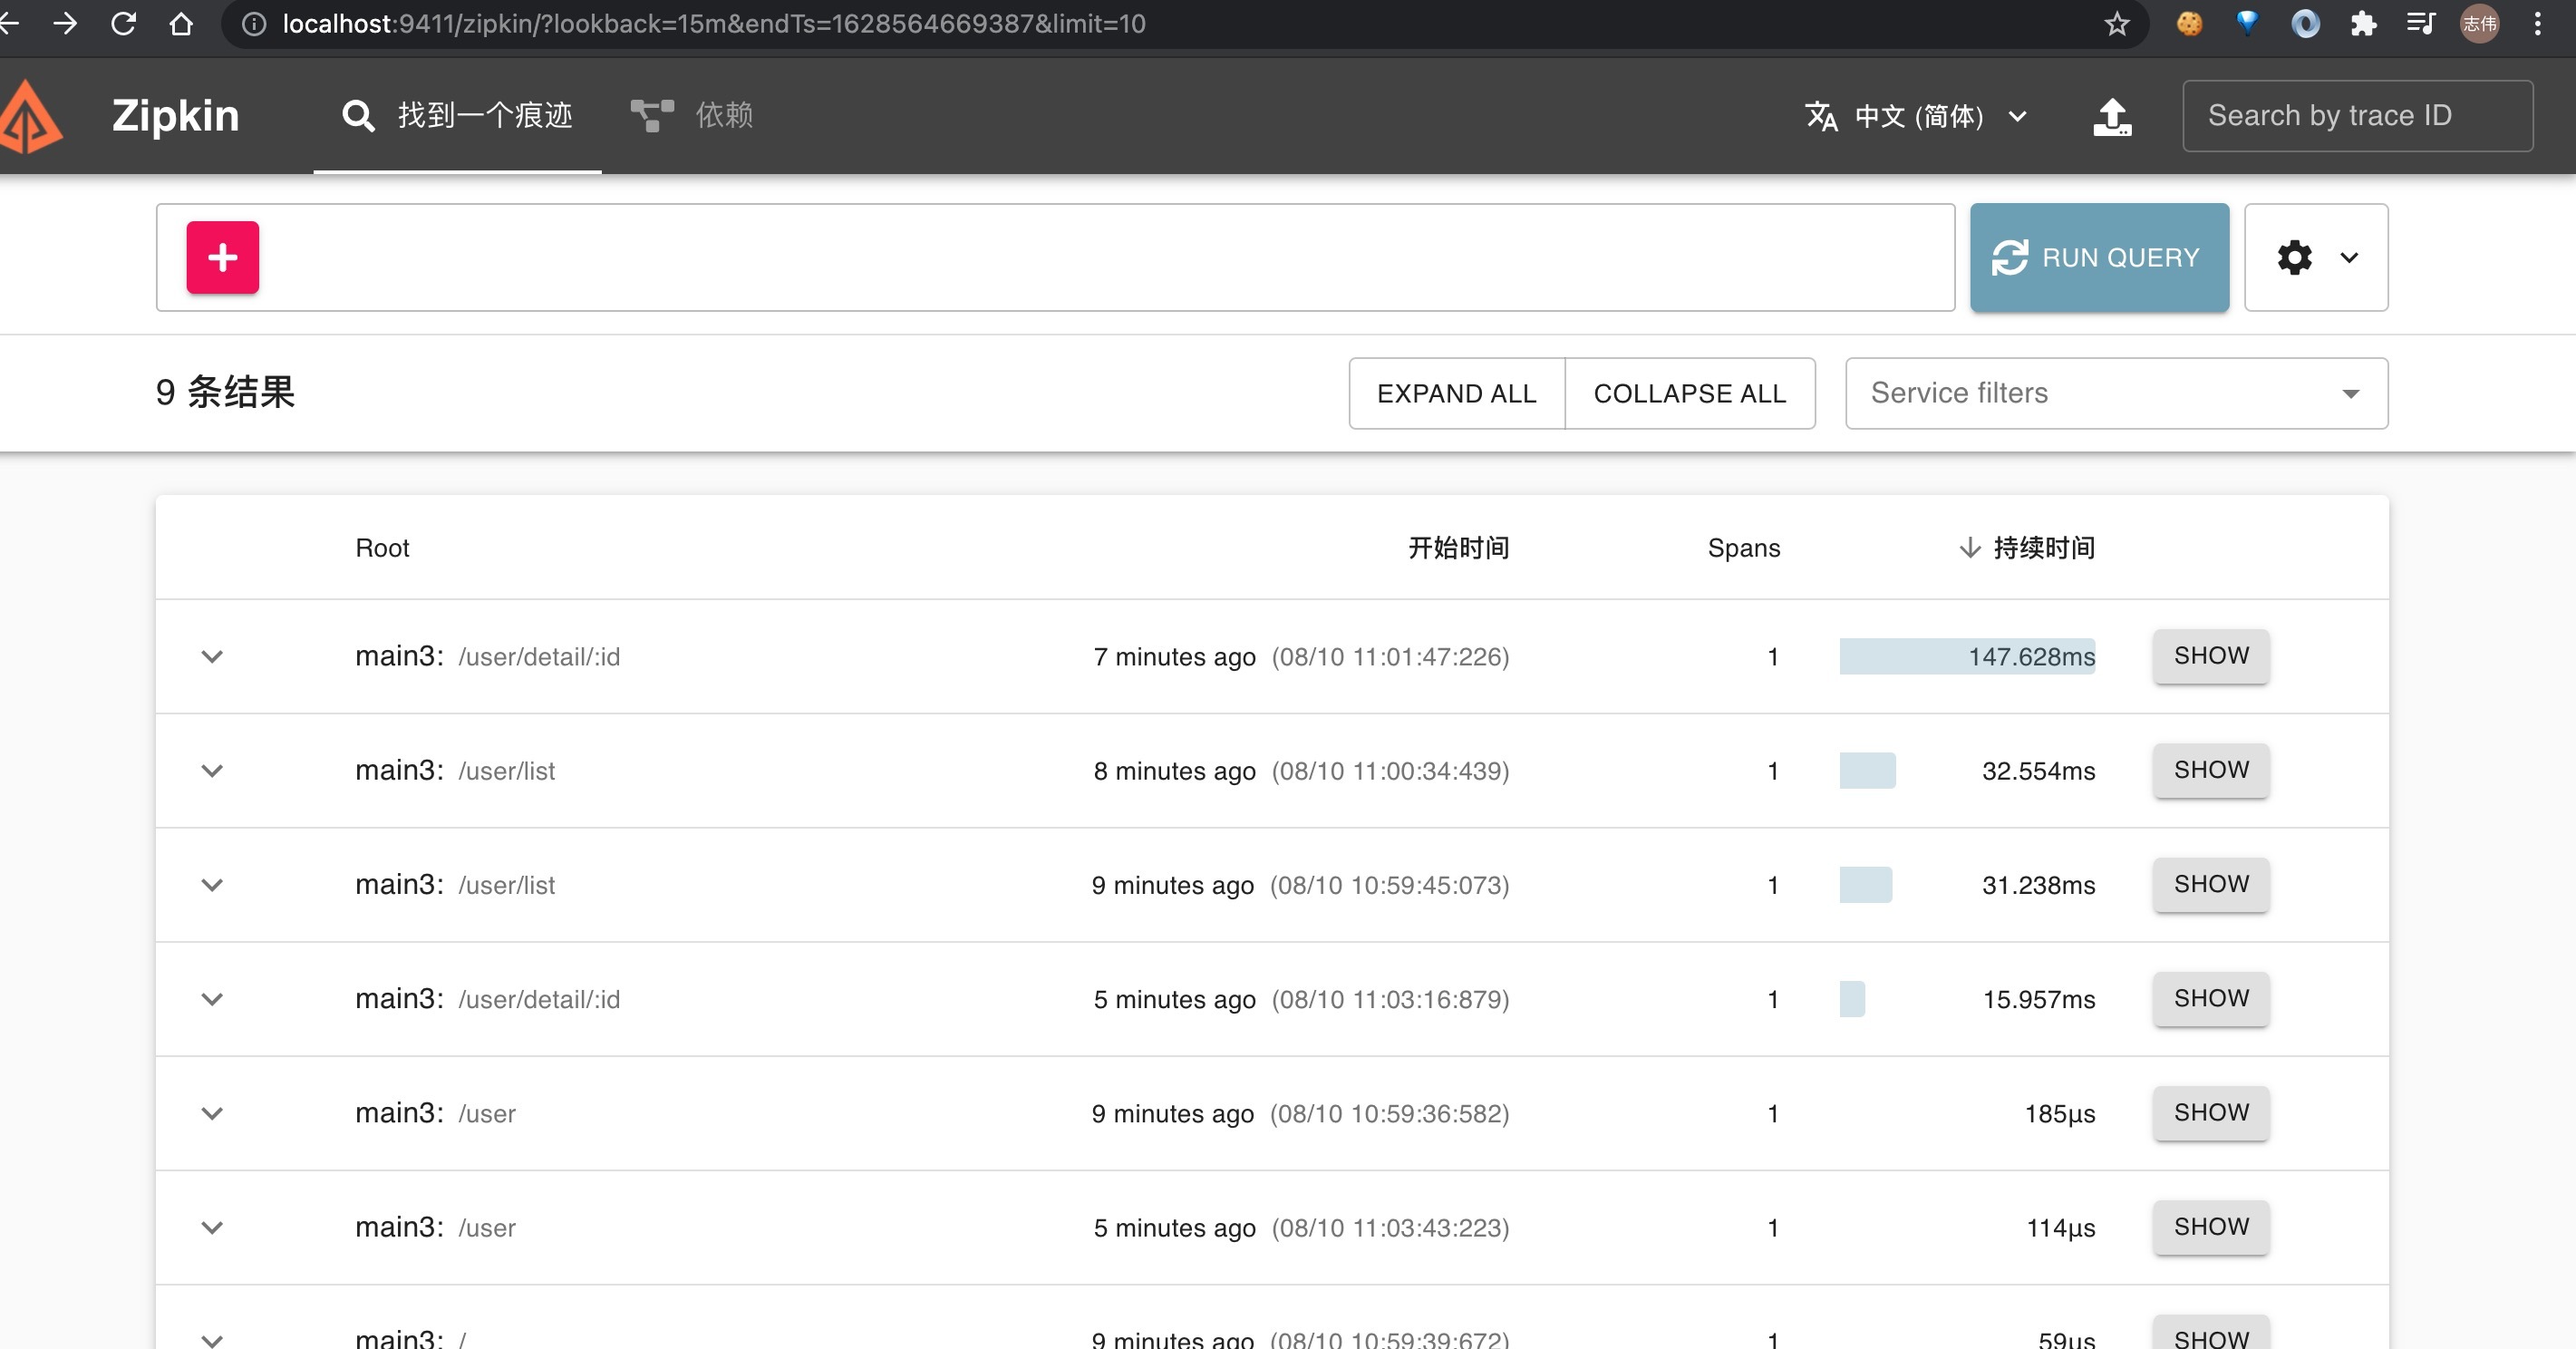 localhost:9411/zipkin/?lookback=15m&endTs=1628564669387&limit=10
志伟
Zipkin 找到一个痕迹 依赖 中文 (简体) Search by trace ID
RUN QUERY
9 条结果 EXPAND ALL COLLAPSE ALL Service filters
Root 开始时间 Spans 持续时间
main3: /user/detail/:id 7 minutes ago (08/10 11:01:47:226) 1 147.628ms SHOW
main3: /user/list 8 minutes ago (08/10 11:00:34:439) 1 32.554ms SHOW
main3: /user/list 9 minutes ago (08/10 10:59:45:073) 1 31.238ms SHOW
main3: /user/detail/:id 5 minutes ago (08/10 11:03:16:879) 1 15.957ms SHOW
main3: /user 9 minutes ago (08/10 10:59:36:582) 1 185μs SHOW
main3: /user 5 minutes ago (08/10 11:03:43:223) 1 114μs SHOW
main3: / 9 minutes ago (08/10 10:59:39:672) 1 59μs SHOW